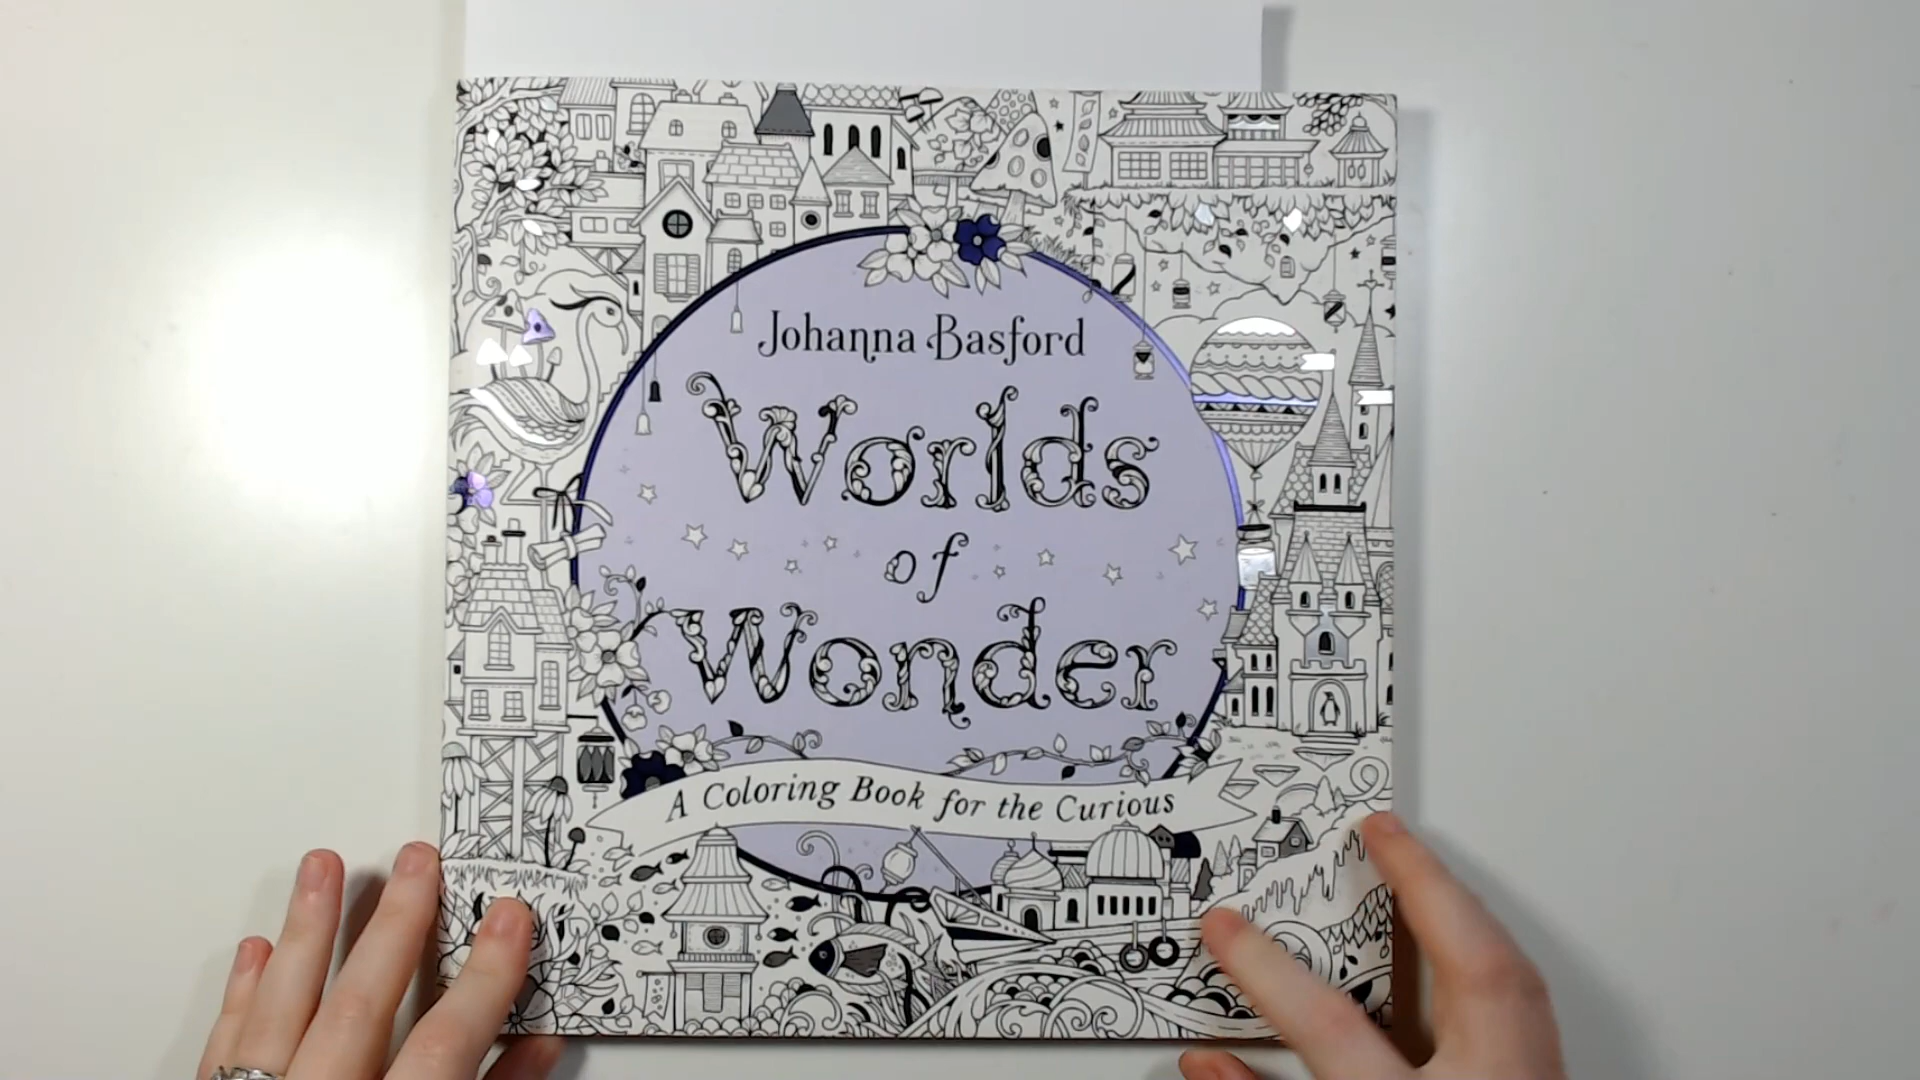 Johanna Basford
Worlds
of
Wonder
A Coloring Book for the Curious